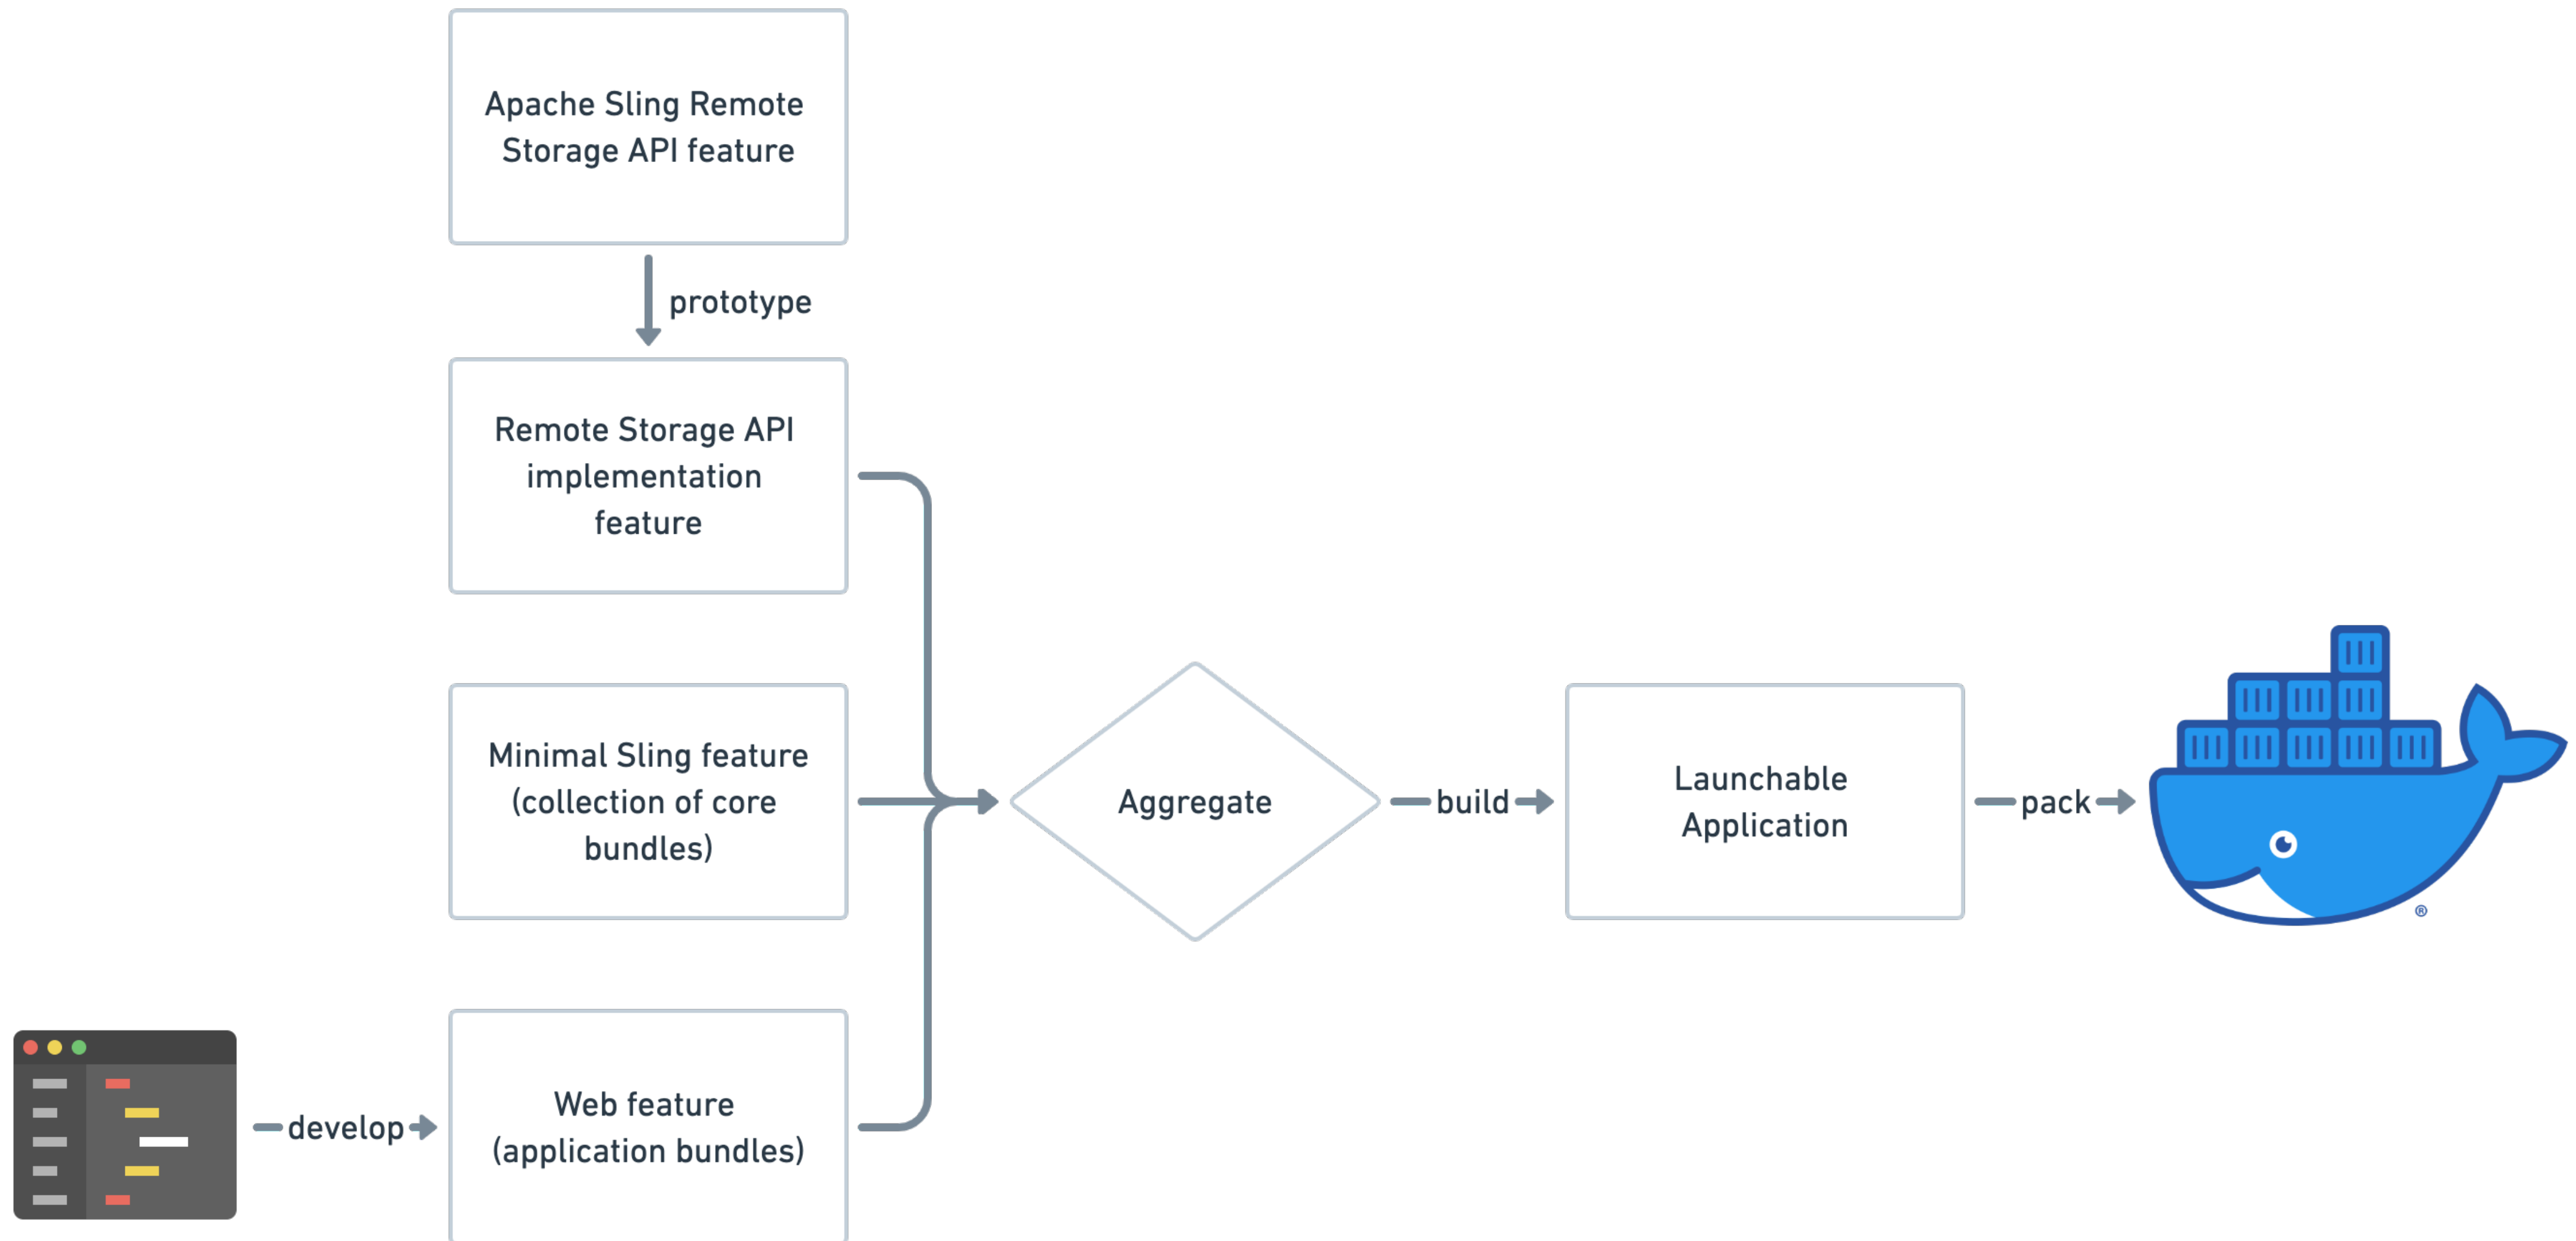 Apache Sling Remote
Storage API feature
prototype
Remote Storage API
implementation
feature
Minimal Sling feature
(collection of core
bundles)
Aggregate
build
Launchable
Application
pack
®
develop
Web feature
(application bundles)